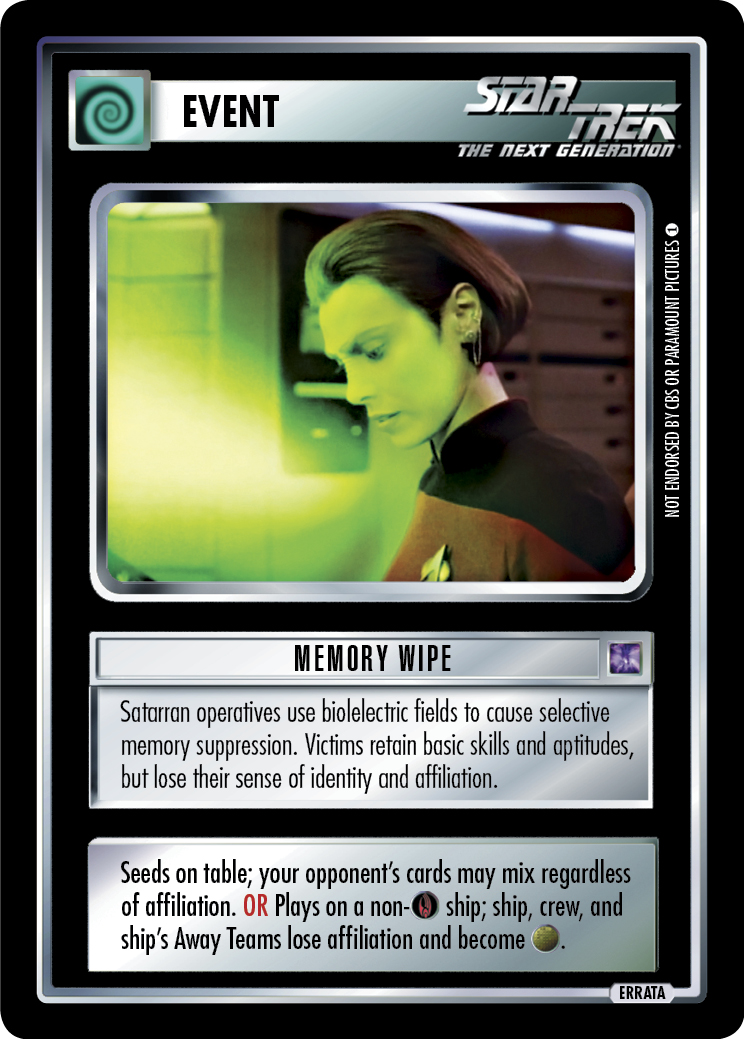 EVENT
STAR TREK
THE NEXT GENERATION
NOT ENDORSED BY CBS OR PARAMOUNT PICTURES 1
MEMORY WIPE
Satarran operatives use biolelectric fields to cause selective
memory suppression. Victims retain basic skills and aptitudes,
but lose their sense of identity and affiliation.
Seeds on table; your opponent's cards may mix regardless
of affiliation. OR Plays on a non- ship; ship, crew, and
ship's Away Teams lose affiliation and become .
ERRATA